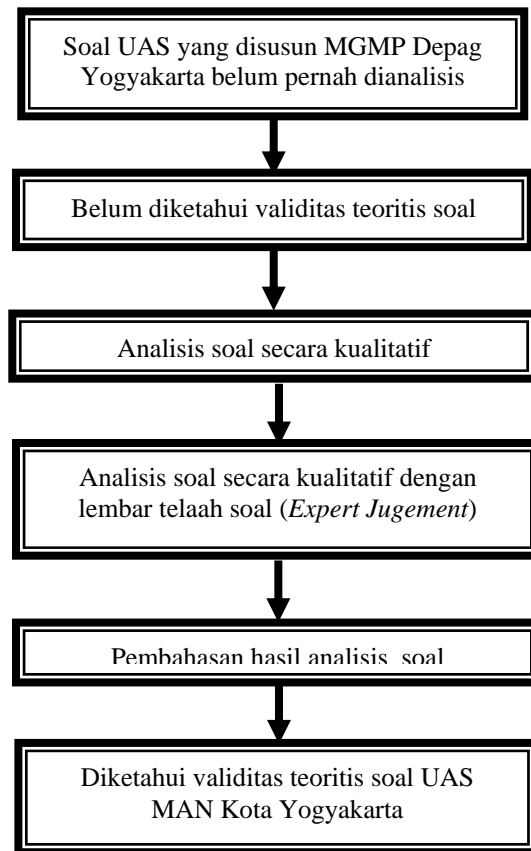 Soal UAS yang disusun MGMP Depag
Yogyakarta belum pernah dianalisis
Belum diketahui validitas teoritis soal
Analisis soal secara kualitatif
Analisis soal secara kualitatif dengan
lembar telaah soal (Expert Jugement)
Pembahasan hasil analisis soal
Diketahui validitas teoritis soal UAS
MAN Kota Yogyakarta